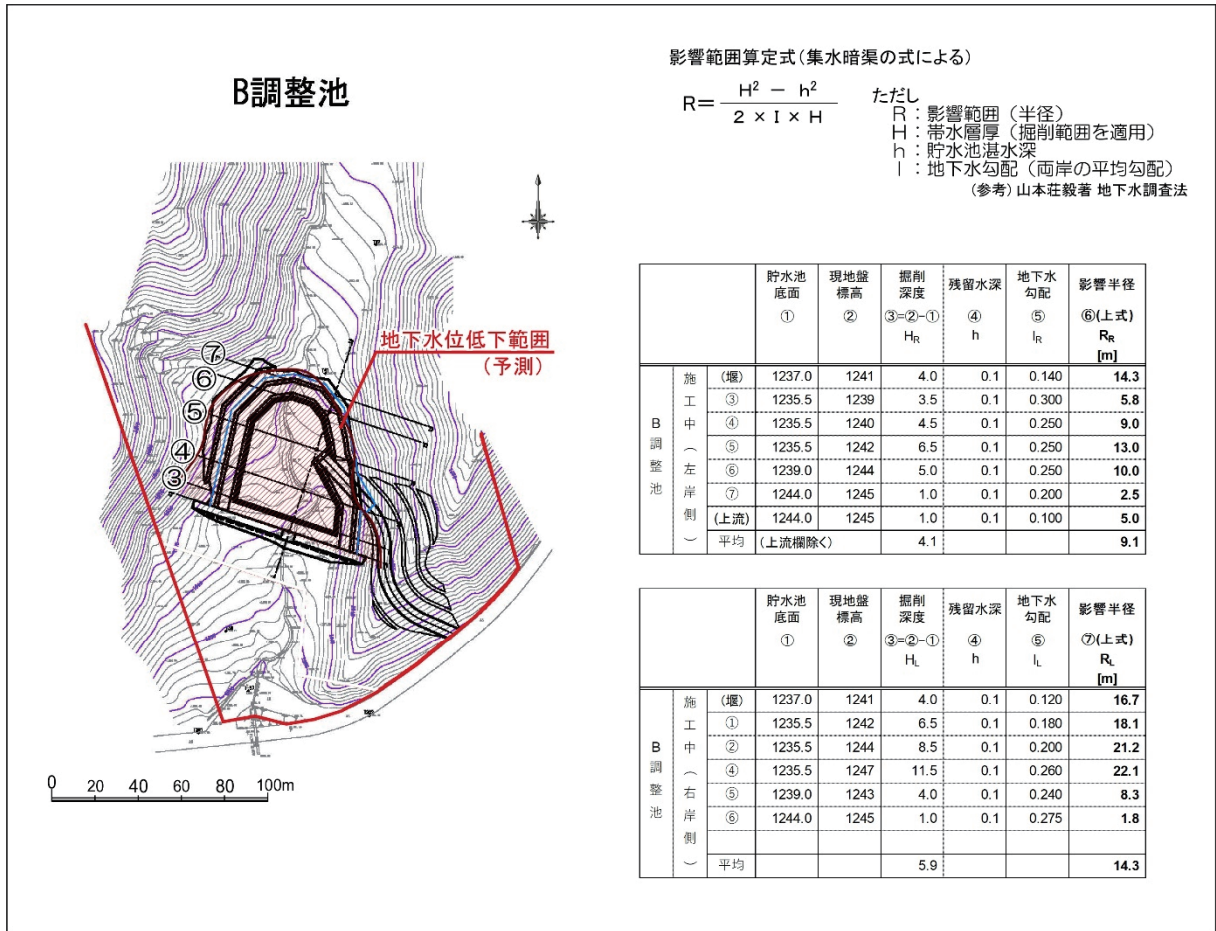 B調整池
影響範囲算定式(集水暗渠の式による)
R= H² － h² / 2 × I × H
ただし
R：影響範囲（半径）
H：帯水層厚（掘削範囲を適用）
h：貯水池湛水深
I：地下水勾配（両岸の平均勾配）
(参考) 山本荘毅著 地下水調査法
地下水位低下範囲
(予測)
⑦
⑥
⑤
④
③
0 20 40 60 80 100m
貯水池底面 現地盤標高 掘削深度 残留水深 地下水勾配 影響半径
① ② ③=②-① ④ ⑤ ⑥(上式)
H_R h I_R R_R
[m]
B調整池 施工中（左岸側）
(堰) 1237.0 1241 4.0 0.1 0.140 14.3
③ 1235.5 1239 3.5 0.1 0.300 5.8
④ 1235.5 1240 4.5 0.1 0.250 9.0
⑤ 1235.5 1242 6.5 0.1 0.250 13.0
⑥ 1239.0 1244 5.0 0.1 0.250 10.0
⑦ 1244.0 1245 1.0 0.1 0.200 2.5
(上流) 1244.0 1245 1.0 0.1 0.100 5.0
平均 (上流欄除く) 4.1 9.1
貯水池底面 現地盤標高 掘削深度 残留水深 地下水勾配 影響半径
① ② ③=②-① ④ ⑤ ⑦(上式)
H_L h I_L R_L
[m]
B調整池 施工中（右岸側）
(堰) 1237.0 1241 4.0 0.1 0.120 16.7
① 1235.5 1242 6.5 0.1 0.180 18.1
② 1235.5 1244 8.5 0.1 0.200 21.2
④ 1235.5 1247 11.5 0.1 0.260 22.1
⑤ 1239.0 1243 4.0 0.1 0.240 8.3
⑥ 1244.0 1245 1.0 0.1 0.275 1.8
平均 5.9 14.3